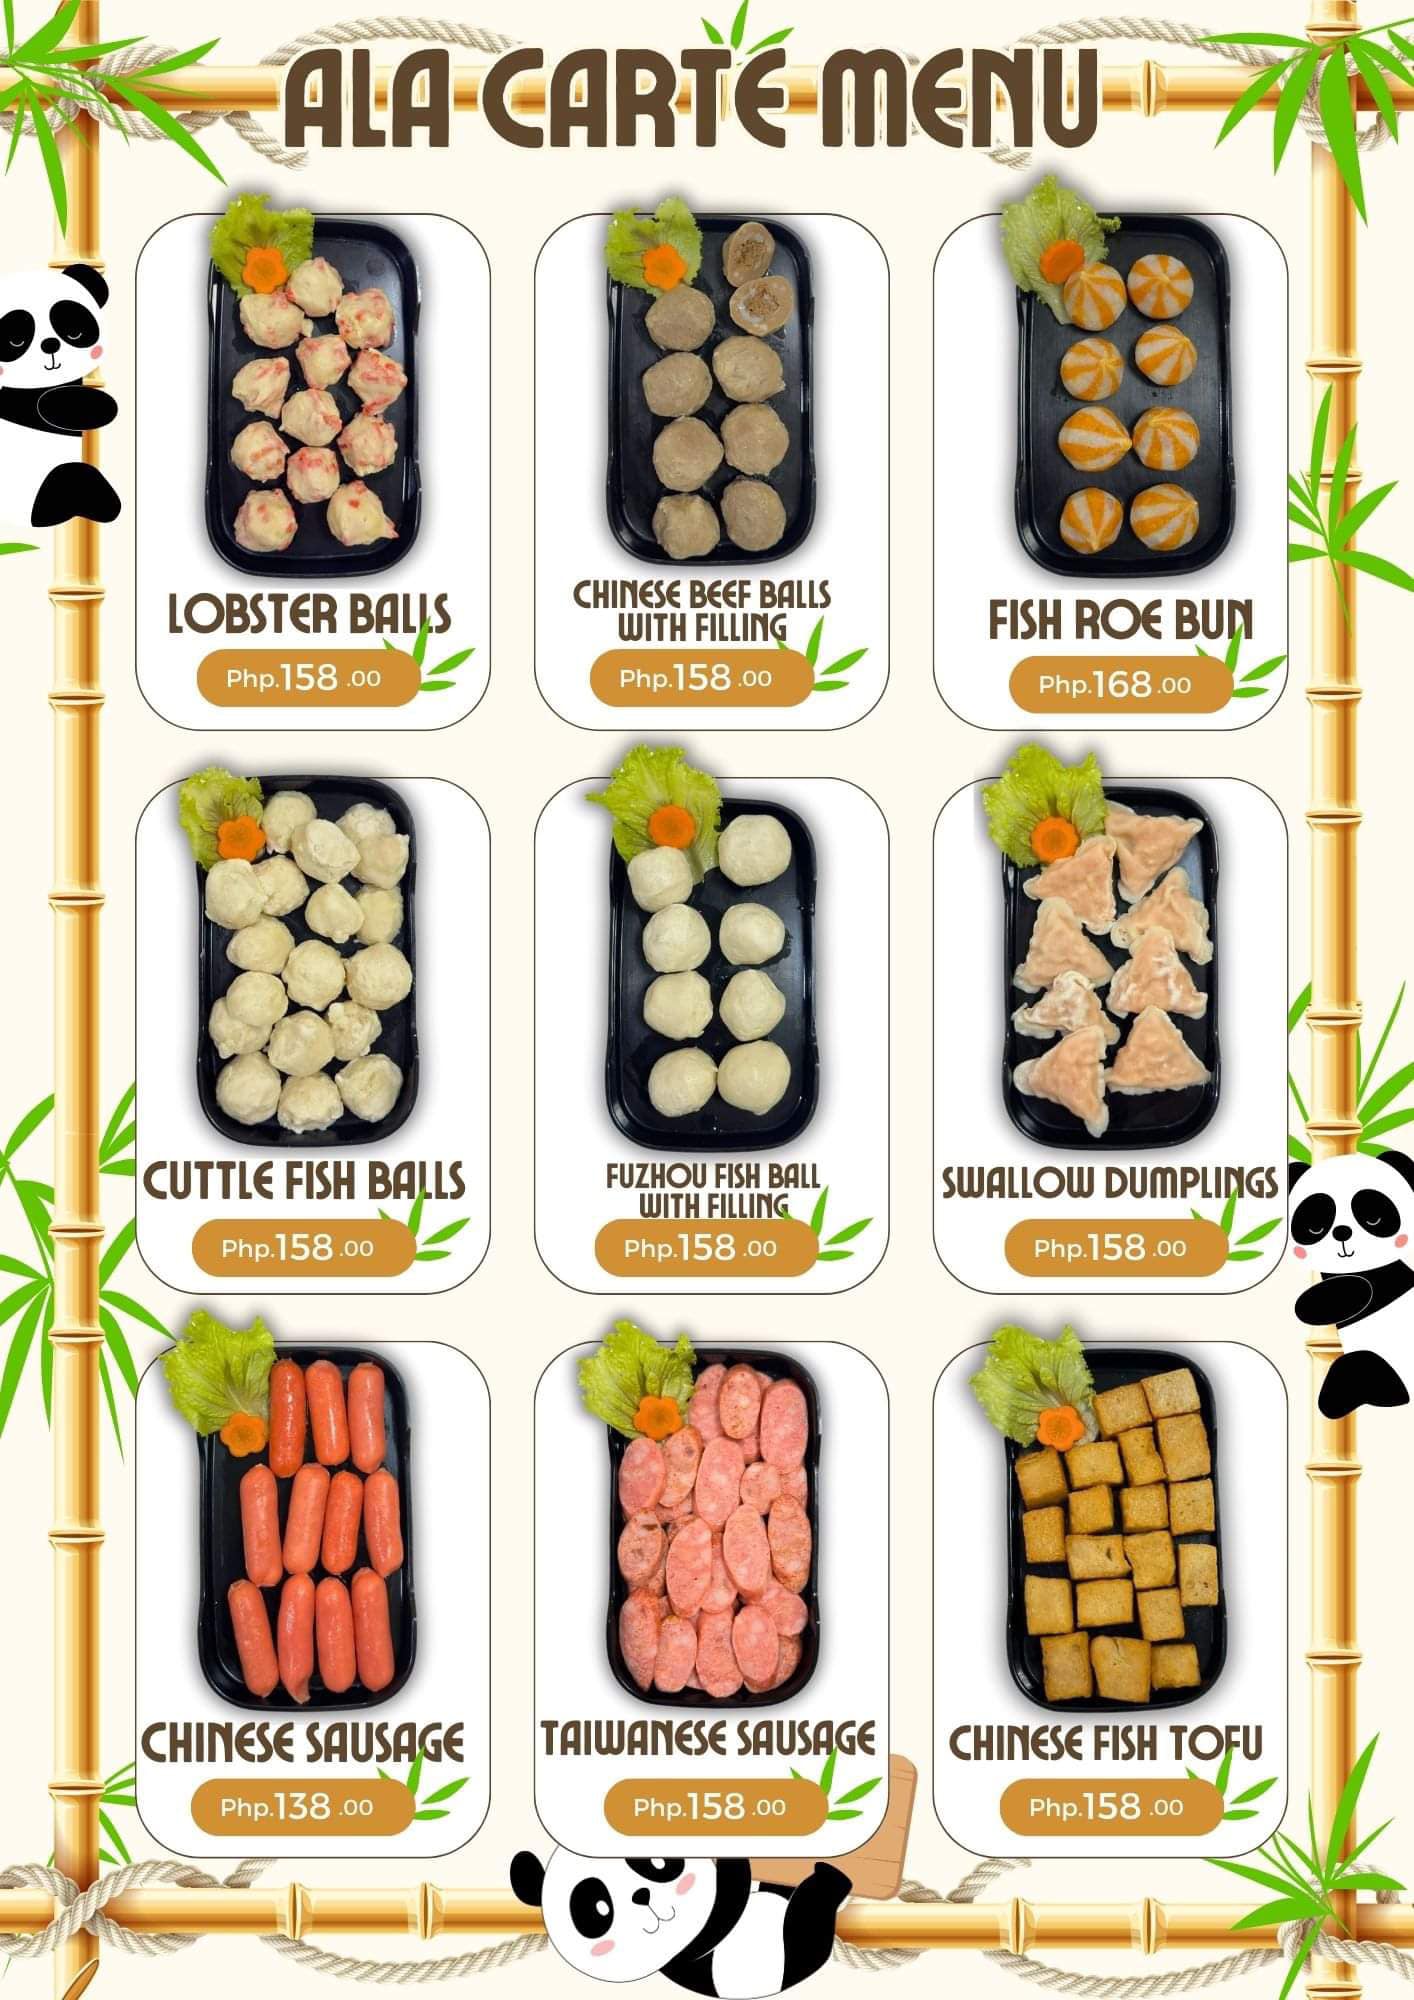 ALA CARTE MENU
LOBSTER BALLS
Php.158.00
CHINESE BEEF BALLS
WITH FILLING
Php.158.00
FISH ROE BUN
Php.168.00
CUTTLE FISH BALLS
Php.158.00
FUZHOU FISH BALL
WITH FILLING
Php.158.00
SWALLOW DUMPLINGS
Php.158.00
CHINESE SAUSAGE
Php.138.00
TAIWANESE SAUSAGE
Php.158.00
CHINESE FISH TOFU
Php.158.00